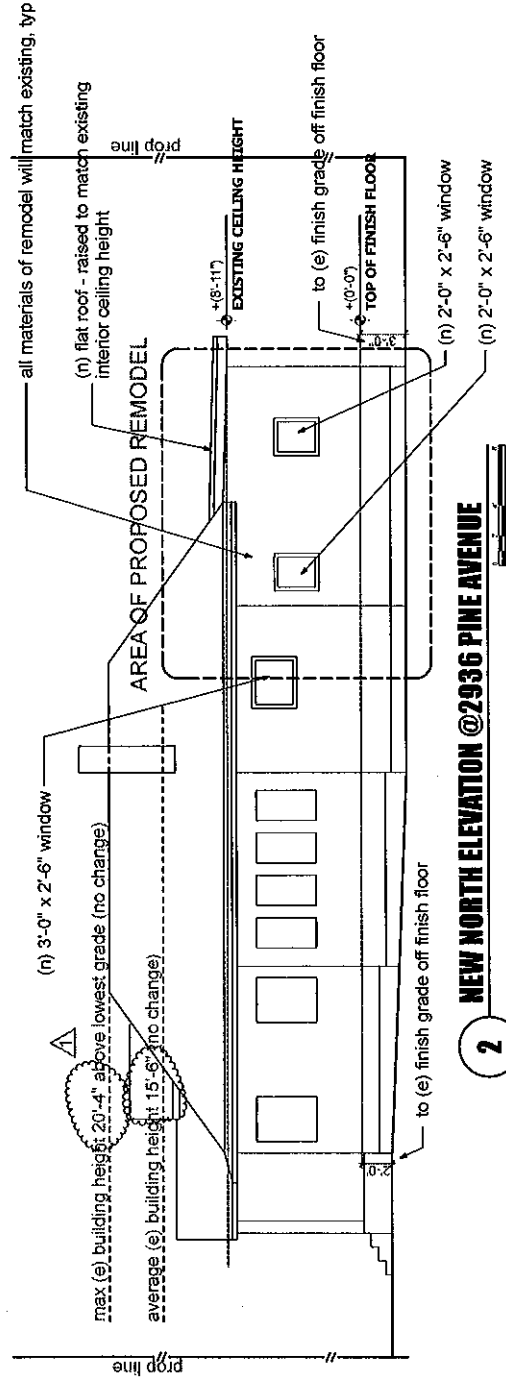 all materials of remodel will match existing, typ
(n) flat roof - raised to match existing
interior ceiling height
AREA OF PROPOSED REMODEL
(n) 3'-0" x 2'-6" window
1
max (e) building height 20'-4" above lowest grade (no change)
average (e) building height 15'-6" (no change)
prop line
prop line
+(8'-11")
EXISTING CEILING HEIGHT
to (e) finish grade off finish floor
+(0'-0")
TOP OF FINISH FLOOR
3'-0"
2'-0"
to (e) finish grade off finish floor
(n) 2'-0" x 2'-6" window
(n) 2'-0" x 2'-6" window
2
NEW NORTH ELEVATION @2936 PINE AVENUE